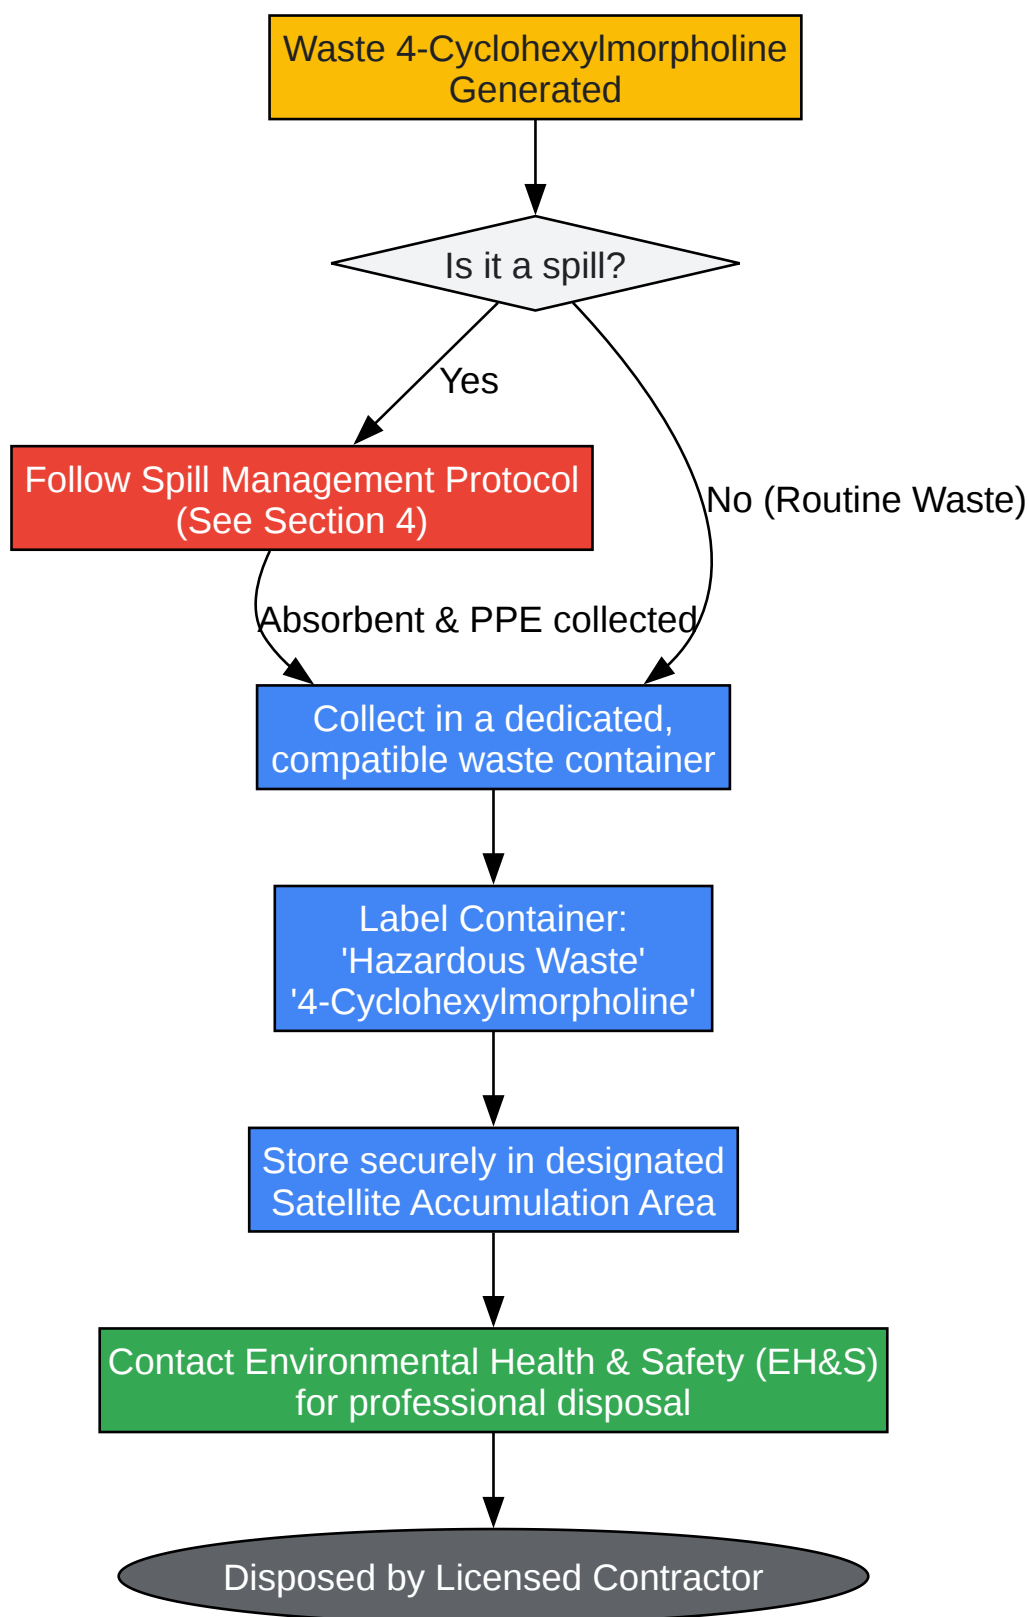 Waste 4-Cyclohexylmorpholine
Generated
Is it a spill?
Yes
Follow Spill Management Protocol
(See Section 4)
No (Routine Waste)
Absorbent & PPE collected
Collect in a dedicated,
compatible waste container
Label Container:
'Hazardous Waste'
'4-Cyclohexylmorpholine'
Store securely in designated
Satellite Accumulation Area
Contact Environmental Health & Safety (EH&S)
for professional disposal
Disposed by Licensed Contractor